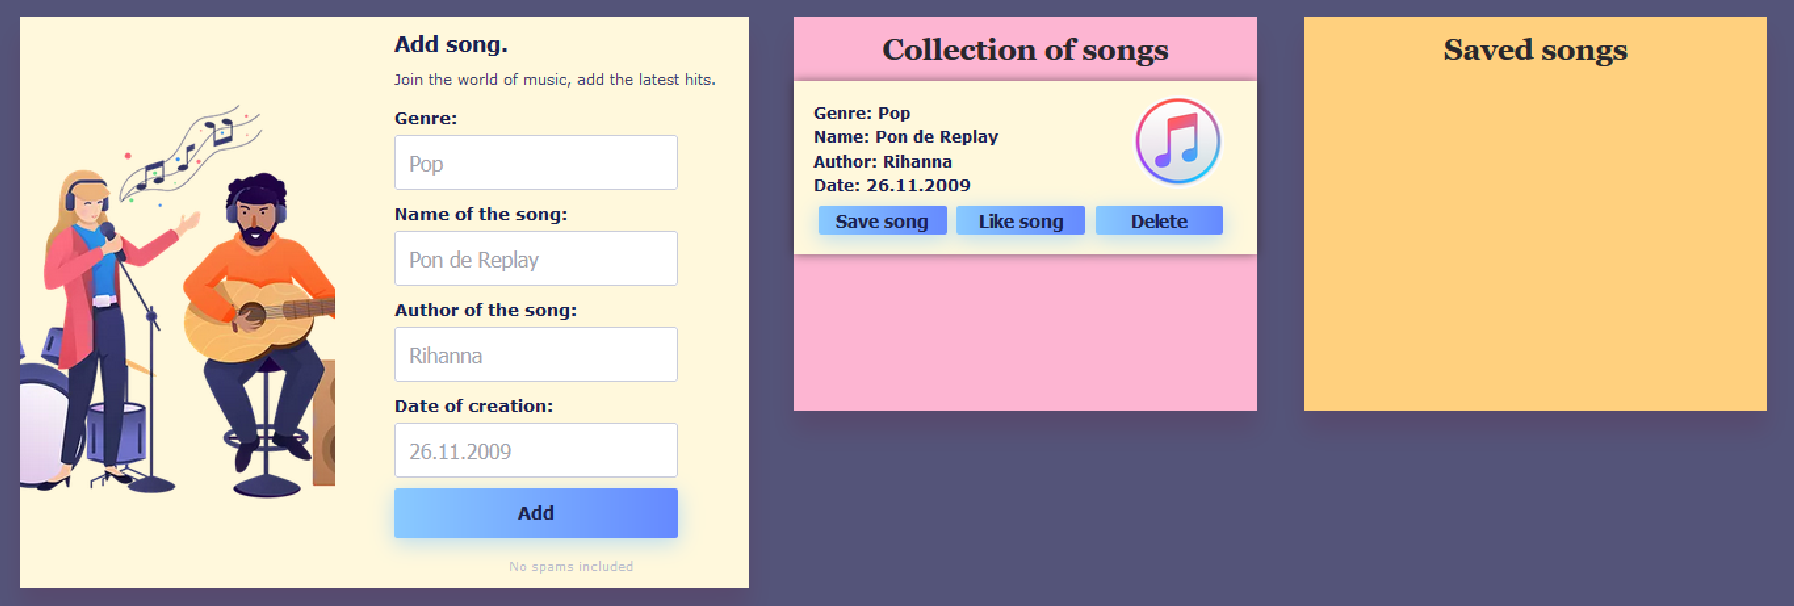 Add song.
Join the world of music, add the latest hits.
Genre:
Pop
Name of the song:
Pon de Replay
Author of the song:
Rihanna
Date of creation:
26.11.2009
Add
No spams included
Collection of songs
Genre: Pop
Name: Pon de Replay
Author: Rihanna
Date: 26.11.2009
Save song
Like song
Delete
Saved songs